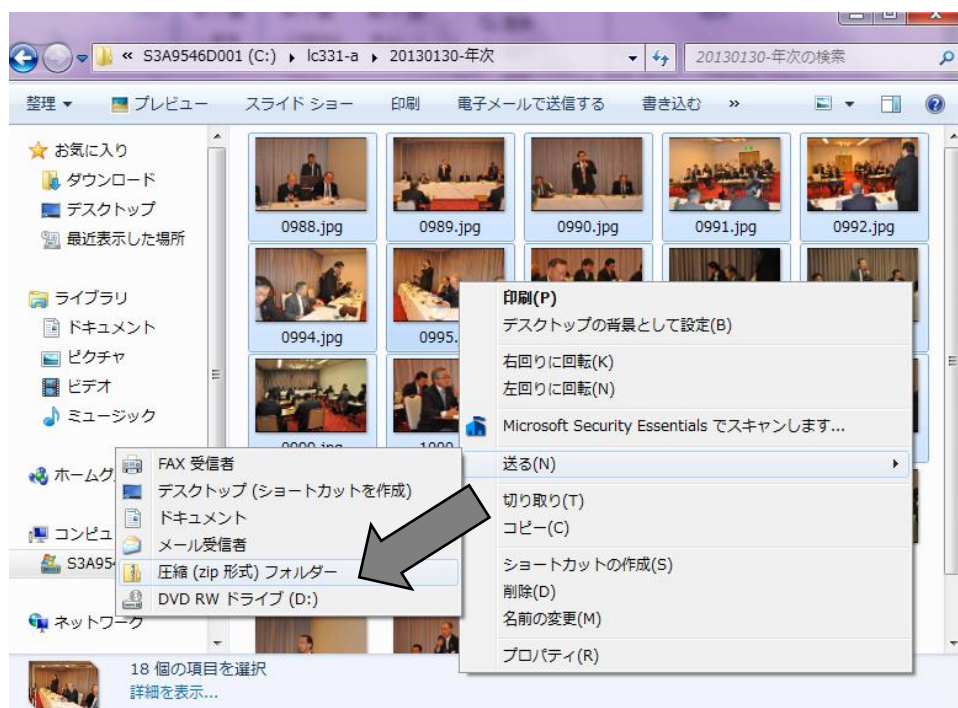 « S3A9546D001 (C:) ▸ lc331-a ▸ 20130130-年次
20130130-年次の検索
整理 ▼ プレビュー スライド ショー 印刷 電子メールで送信する 書き込む »
お気に入り
ダウンロード
デスクトップ
最近表示した場所
ライブラリ
ドキュメント
ピクチャ
ビデオ
ミュージック
ホームグ
コンピュ
S3A95
ネットワーク
0988.jpg 0989.jpg 0990.jpg 0991.jpg 0992.jpg
0994.jpg 0995.
印刷(P)
デスクトップの背景として設定(B)
右回りに回転(K)
左回りに回転(N)
Microsoft Security Essentials でスキャンします...
送る(N)
切り取り(T)
コピー(C)
ショートカットの作成(S)
削除(D)
名前の変更(M)
プロパティ(R)
FAX 受信者
デスクトップ (ショートカットを作成)
ドキュメント
メール受信者
圧縮 (zip 形式) フォルダー
DVD RW ドライブ (D:)
18 個の項目を選択
詳細を表示...